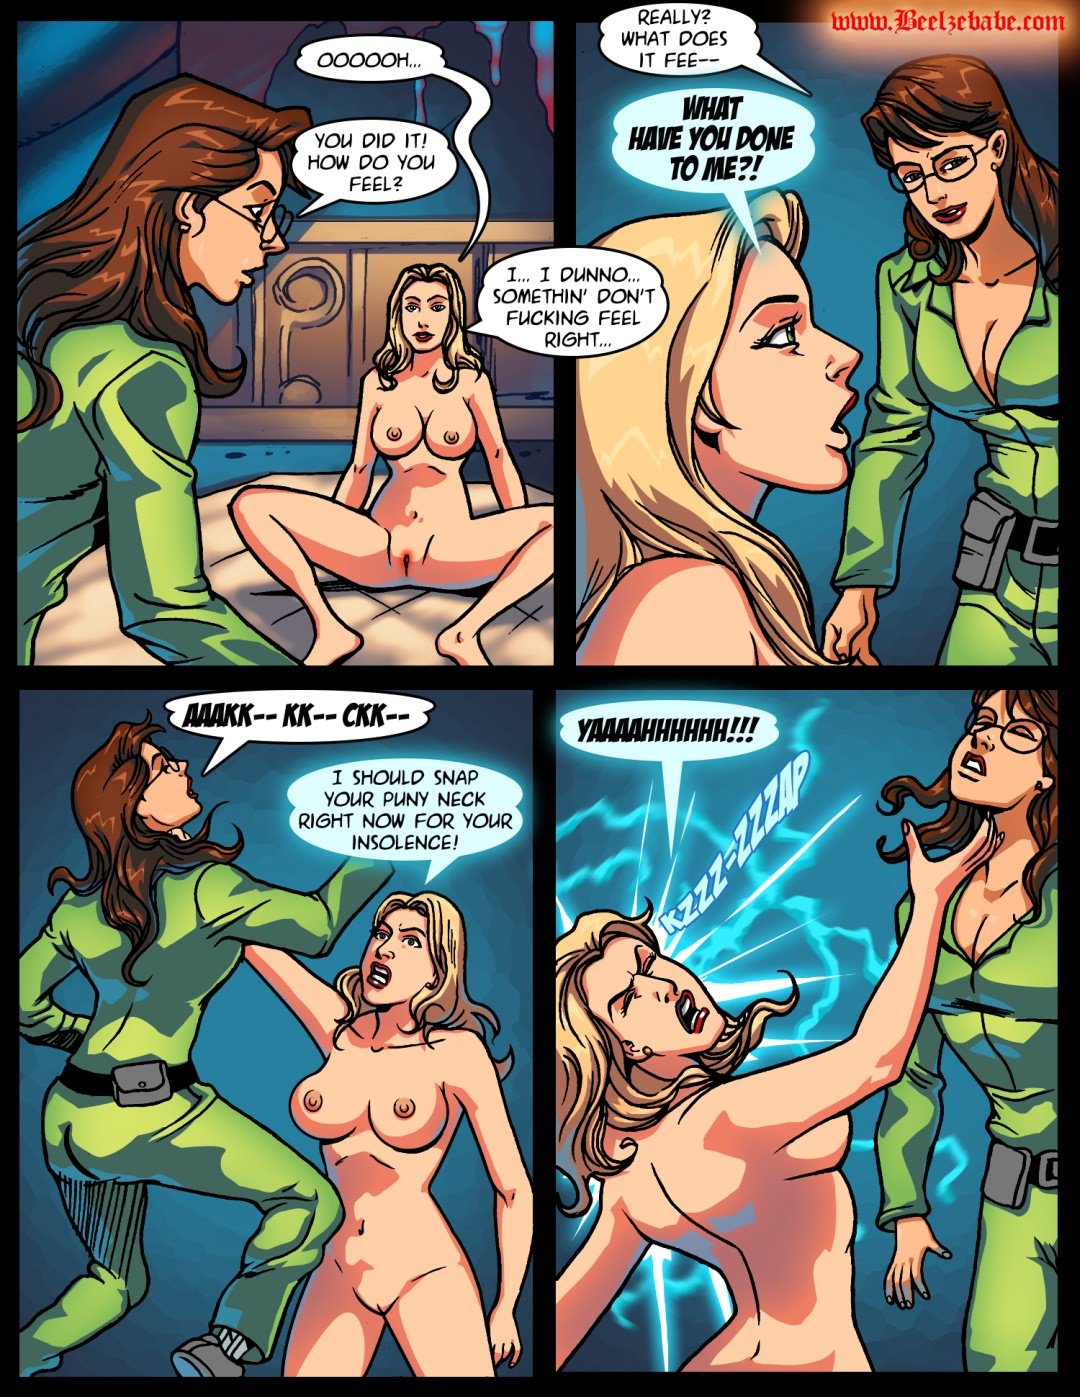 www.Beelzebabe.com
OOOOOH...
YOU DID IT!
HOW DO YOU
FEEL?
I... I DUNNO...
SOMETHIN' DON'T
FUCKING FEEL
RIGHT...
REALLY?
WHAT DOES
IT FEE--
WHAT
HAVE YOU DONE
TO ME?!
AAAKK-- KK-- CKK--
I SHOULD SNAP
YOUR PUNY NECK
RIGHT NOW FOR YOUR
INSOLENCE!
YAAAAHHHHHH!!!
KZZZ-ZZZAP